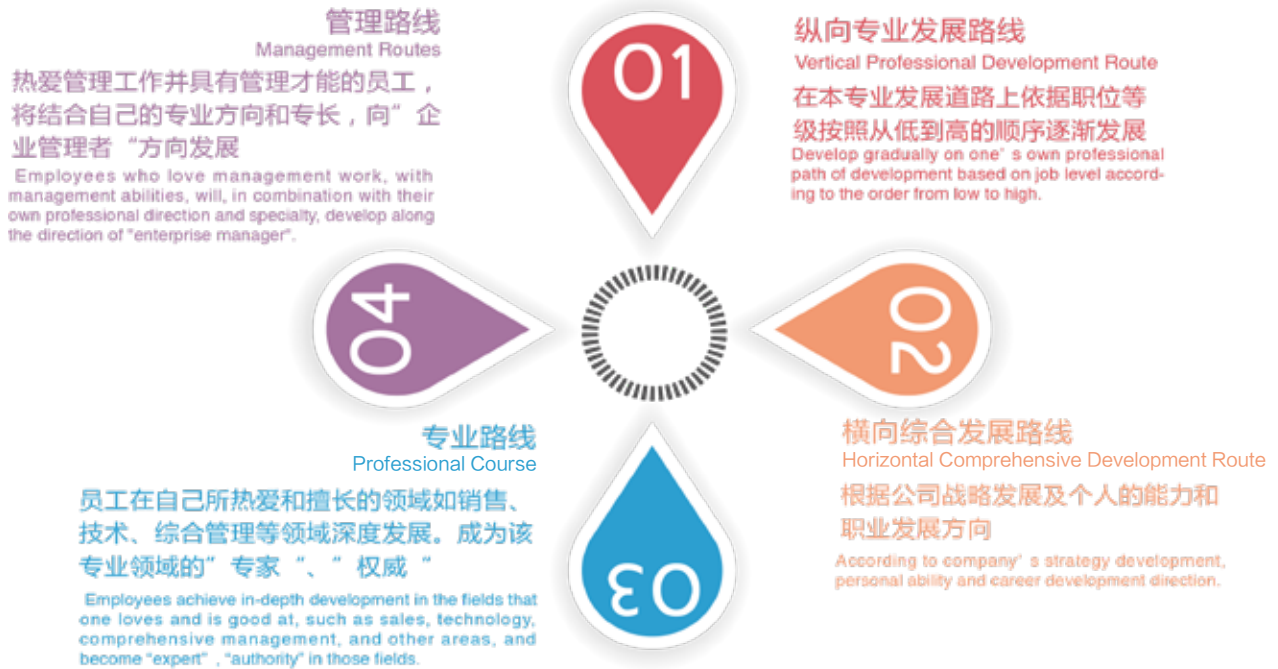 01
纵向专业发展路线
Vertical Professional Development Route
在本专业发展道路上依据职位等
级按照从低到高的顺序逐渐发展
Develop gradually on one’ s own professional
path of development based on job level accord-
ing to the order from low to high.
02
横向综合发展路线
Horizontal Comprehensive Development Route
根据公司战略发展及个人的能力和
职业发展方向
According to company’ s strategy development,
personal ability and career development direction.
03
专业路线
Professional Course
员工在自己所热爱和擅长的领域如销售、
技术、综合管理等领域深度发展。成为该
专业领域的”专家“、”权威“
Employees achieve in-depth development in the fields that
one loves and is good at, such as sales, technology,
comprehensive management, and other areas, and
become “expert” , “authority” in those fields.
04
管理路线
Management Routes
热爱管理工作并具有管理才能的员工，
将结合自己的专业方向和专长，向”企
业管理者“方向发展
Employees who love management work, with
management abilities, will, in combination with their
own professional direction and specialty, develop along
the direction of "enterprise manager".